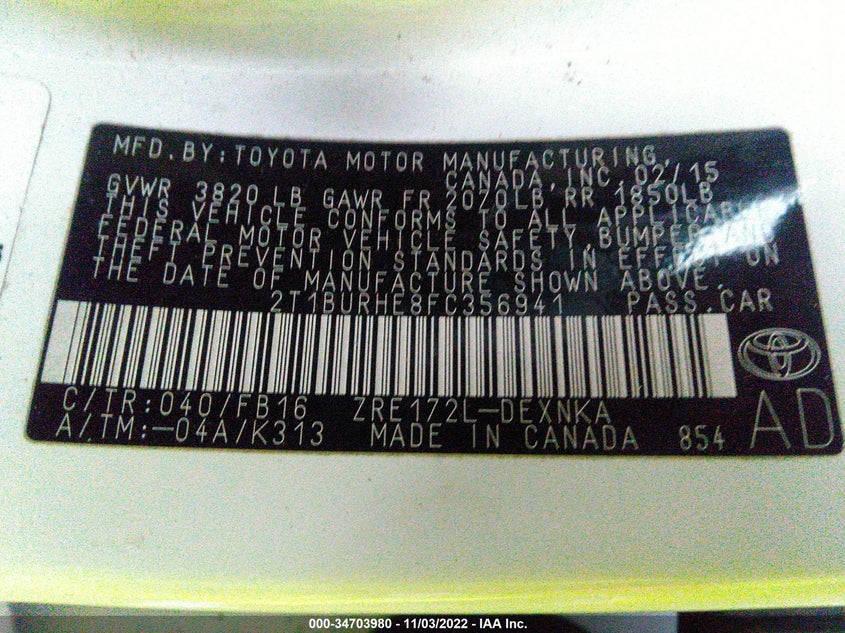 MFD.BY:TOYOTA MOTOR MANUFACTURING,
CANADA,INC. 02/15
GVWR 3820 LB GAWR FR 2070LB,RR 1850LB
THIS VEHICLE CONFORMS TO ALL
FEDERAL MOTOR VEHICLE SAFETY,BUMPER,
THEFT PREVENTION STANDARDS IN EFFECT ON
THE DATE OF MANUFACTURE SHOWN ABOVE.
2T1BURHE8FC356941 PASS.CAR
C/TR:040/FB16 ZRE172L-DEXNKA
A/TM:-04A/K313 MADE IN CANADA 854 AD
000-34703980 - 11/03/2022 - IAA Inc.